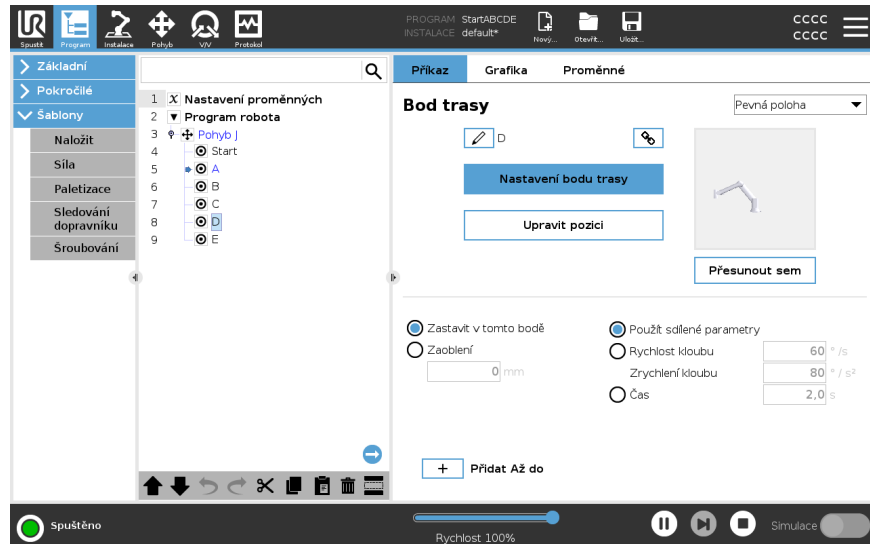 UR
Spustit Program Instalace Pohyb V/V Protokol
PROGRAM StartABCDE
INSTALACE default*
Nový... Otevřít... Uložit...
cccc
cccc
Základní
Pokročilé
Šablony
Naložit
Síla
Paletizace
Sledování
dopravníku
Šroubování
1 X Nastavení proměnných
2 Program robota
3 Pohyb J
4 Start
5 A
6 B
7 C
8 D
9 E
Příkaz Grafika Proměnné
Bod trasy
Pevná poloha
D
Nastavení bodu trasy
Upravit pozici
Přesunout sem
Zastavit v tomto bodě
Zaoblení
0 mm
Použít sdílené parametry
Rychlost kloubu 60 ° /s
Zrychlení kloubu 80 ° / s²
Čas 2,0 s
+ Přidat Až do
Spuštěno
Rychlost 100%
Simulace